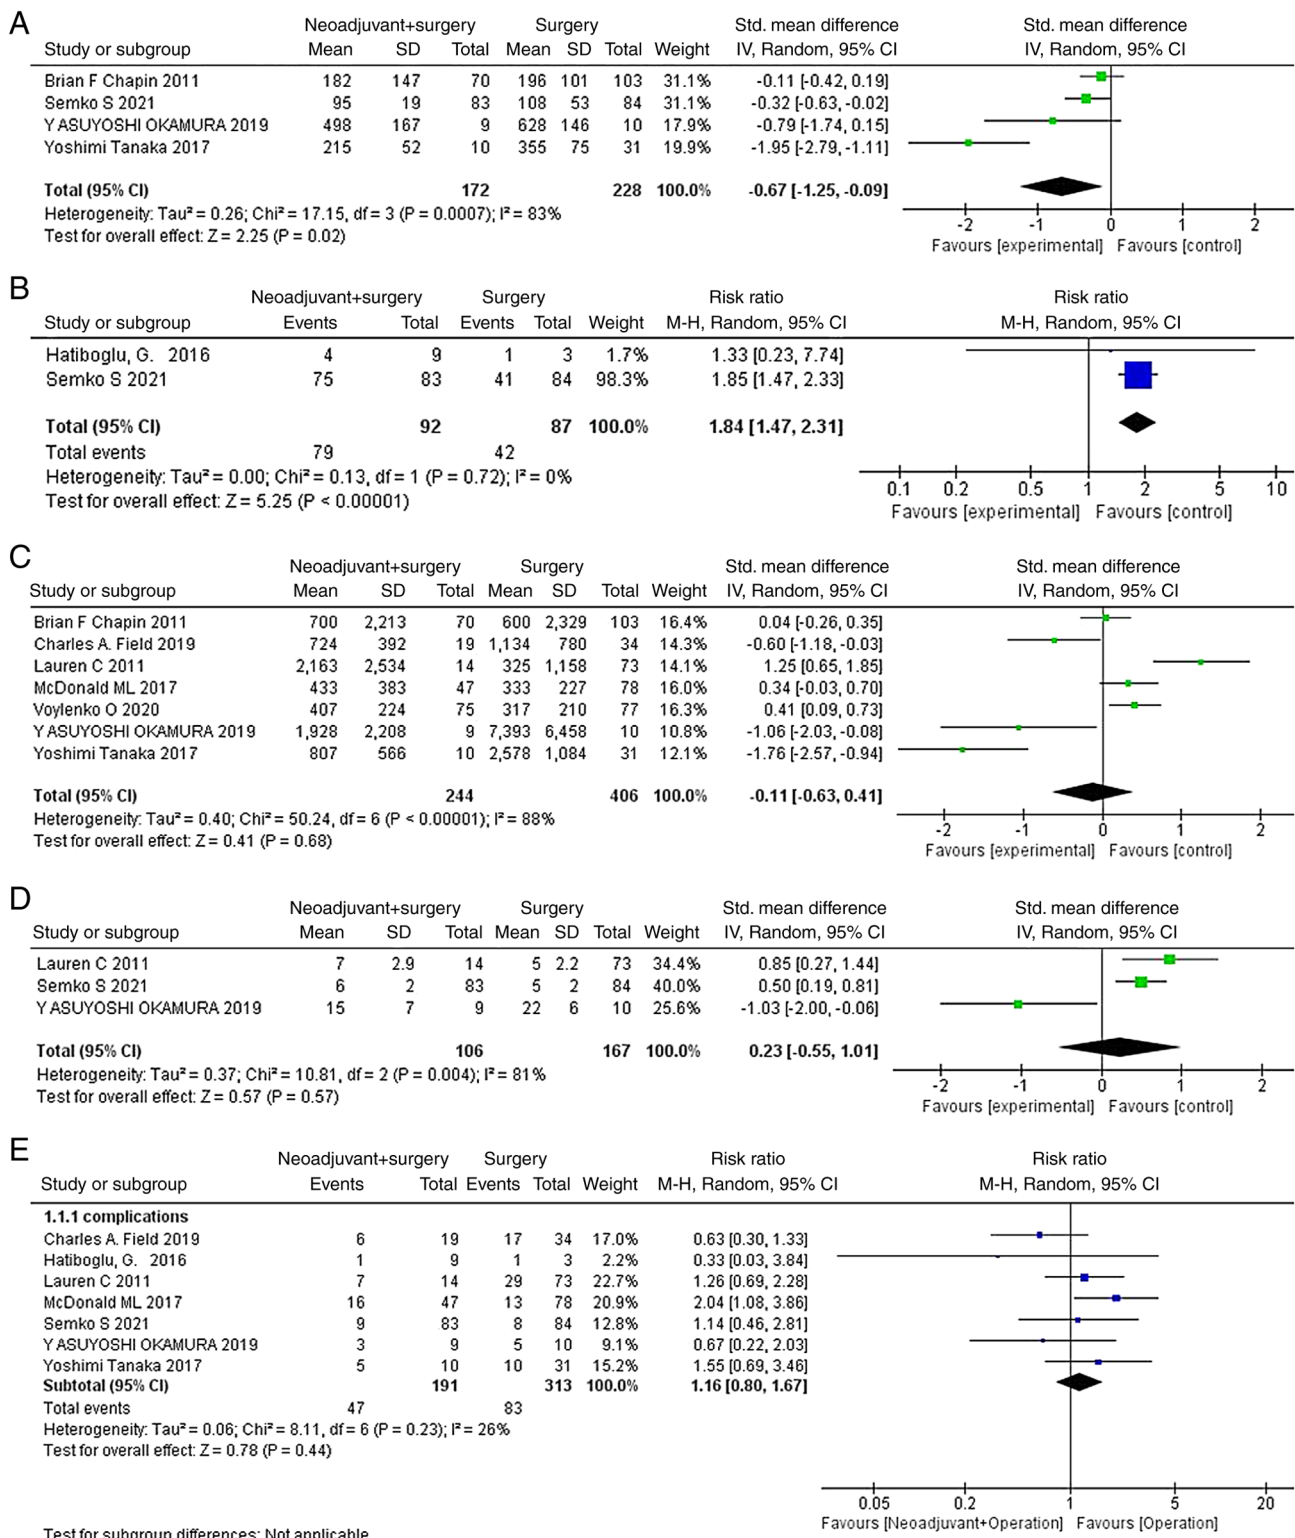 A
Neoadjuvant+surgery Surgery Std. mean difference Std. mean difference
Study or subgroup Mean SD Total Mean SD Total Weight IV, Random, 95% CI IV, Random, 95% CI
Brian F Chapin 2011 182 147 70 196 101 103 31.1% -0.11 [-0.42, 0.19]
Semko S 2021 95 19 83 108 53 84 31.1% -0.32 [-0.63, -0.02]
Y ASUYOSHI OKAMURA 2019 498 167 9 628 146 10 17.9% -0.79 [-1.74, 0.15]
Yoshimi Tanaka 2017 215 52 10 355 75 31 19.9% -1.95 [-2.79, -1.11]
Total (95% CI) 172 228 100.0% -0.67 [-1.25, -0.09]
Heterogeneity: Tau² = 0.26; Chi² = 17.15, df = 3 (P = 0.0007); I² = 83%
Test for overall effect: Z = 2.25 (P = 0.02)
-2 -1 0 1 2
Favours [experimental] Favours [control]
B
Neoadjuvant+surgery Surgery Risk ratio Risk ratio
Study or subgroup Events Total Events Total Weight M-H, Random, 95% CI M-H, Random, 95% CI
Hatiboglu, G. 2016 4 9 1 3 1.7% 1.33 [0.23, 7.74]
Semko S 2021 75 83 41 84 98.3% 1.85 [1.47, 2.33]
Total (95% CI) 92 87 100.0% 1.84 [1.47, 2.31]
Total events 79 42
Heterogeneity: Tau² = 0.00; Chi² = 0.13, df = 1 (P = 0.72); I² = 0%
Test for overall effect: Z = 5.25 (P < 0.00001)
0.1 0.2 0.5 1 2 5 10
Favours [experimental] Favours [control]
C
Neoadjuvant+surgery Surgery Std. mean difference Std. mean difference
Study or subgroup Mean SD Total Mean SD Total Weight IV, Random, 95% CI IV, Random, 95% CI
Brian F Chapin 2011 700 2,213 70 600 2,329 103 16.4% 0.04 [-0.26, 0.35]
Charles A. Field 2019 724 392 19 1,134 780 34 14.3% -0.60 [-1.18, -0.03]
Lauren C 2011 2,163 2,534 14 325 1,158 73 14.1% 1.25 [0.65, 1.85]
McDonald ML 2017 433 383 47 333 227 78 16.0% 0.34 [-0.03, 0.70]
Voylenko O 2020 407 224 75 317 210 77 16.3% 0.41 [0.09, 0.73]
Y ASUYOSHI OKAMURA 2019 1,928 2,208 9 7,393 6,458 10 10.8% -1.06 [-2.03, -0.08]
Yoshimi Tanaka 2017 807 566 10 2,578 1,084 31 12.1% -1.76 [-2.57, -0.94]
Total (95% CI) 244 406 100.0% -0.11 [-0.63, 0.41]
Heterogeneity: Tau² = 0.40; Chi² = 50.24, df = 6 (P < 0.00001); I² = 88%
Test for overall effect: Z = 0.41 (P = 0.68)
-2 -1 0 1 2
Favours [experimental] Favours [control]
D
Neoadjuvant+surgery Surgery Std. mean difference Std. mean difference
Study or subgroup Mean SD Total Mean SD Total Weight IV, Random, 95% CI IV, Random, 95% CI
Lauren C 2011 7 2.9 14 5 2.2 73 34.4% 0.85 [0.27, 1.44]
Semko S 2021 6 2 83 5 2 84 40.0% 0.50 [0.19, 0.81]
Y ASUYOSHI OKAMURA 2019 15 7 9 22 6 10 25.6% -1.03 [-2.00, -0.06]
Total (95% CI) 106 167 100.0% 0.23 [-0.55, 1.01]
Heterogeneity: Tau² = 0.37; Chi² = 10.81, df = 2 (P = 0.004); I² = 81%
Test for overall effect: Z = 0.57 (P = 0.57)
-2 -1 0 1 2
Favours [experimental] Favours [control]
E
Neoadjuvant+surgery Surgery Risk ratio Risk ratio
Study or subgroup Events Total Events Total Weight M-H, Random, 95% CI M-H, Random, 95% CI
1.1.1 complications
Charles A. Field 2019 6 19 17 34 17.0% 0.63 [0.30, 1.33]
Hatiboglu, G. 2016 1 9 1 3 2.2% 0.33 [0.03, 3.84]
Lauren C 2011 7 14 29 73 22.7% 1.26 [0.69, 2.28]
McDonald ML 2017 16 47 13 78 20.9% 2.04 [1.08, 3.86]
Semko S 2021 9 83 8 84 12.8% 1.14 [0.46, 2.81]
Y ASUYOSHI OKAMURA 2019 3 9 5 10 9.1% 0.67 [0.22, 2.03]
Yoshimi Tanaka 2017 5 10 10 31 15.2% 1.55 [0.69, 3.46]
Subtotal (95% CI) 191 313 100.0% 1.16 [0.80, 1.67]
Total events 47 83
Heterogeneity: Tau² = 0.06; Chi² = 8.11, df = 6 (P = 0.23); I² = 26%
Test for overall effect: Z = 0.78 (P = 0.44)
0.05 0.2 1 5 20
Favours [Neoadjuvant+Operation] Favours [Operation]
Test for subgroup differences: Not applicable